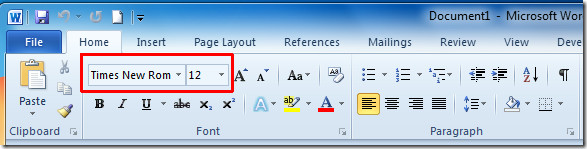 Document1 - Microsoft Wor
File Home Insert Page Layout References Mailings Review View Deve
Times New Rom 12 Aa
Paste B I U abc X₂ X² A ab A
Clipboard Font Paragraph